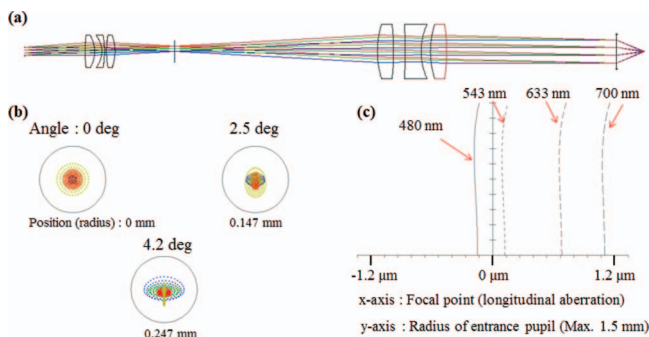 (a)
(b)
Angle : 0 deg
2.5 deg
Position (radius) : 0 mm
0.147 mm
4.2 deg
0.247 mm
(c)
543 nm
633 nm
700 nm
480 nm
-1.2 μm
0 μm
1.2 μm
x-axis : Focal point (longitudinal aberration)
y-axis : Radius of entrance pupil (Max. 1.5 mm)